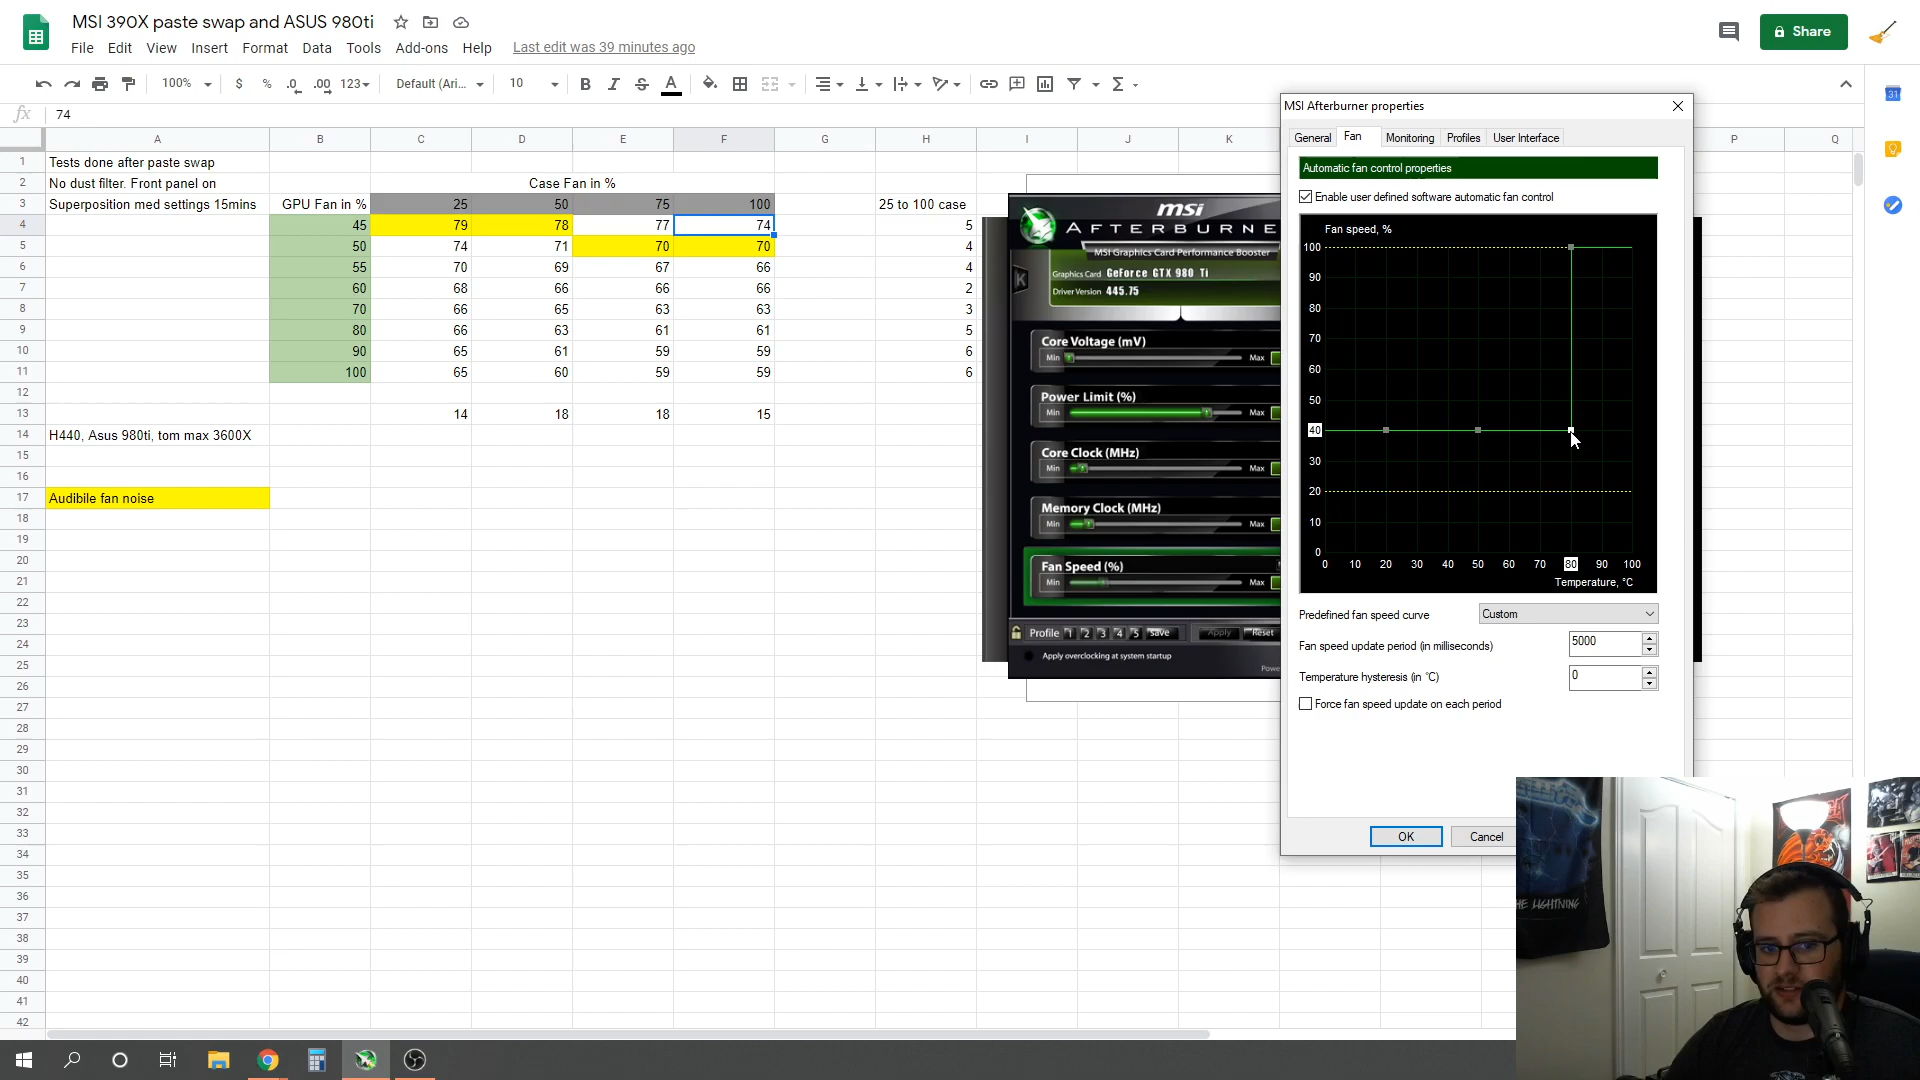 MSI 390X paste swap and ASUS 980ti
File Edit View Insert Format Data Tools Add-ons Help Last edit was 39 minutes ago
Share
100% $ % .0 .00 123 Default (Ari... 10 B I S A
fx 74
A B C D E F G H I J K P Q
1 Tests done after paste swap
2 No dust filter. Front panel on Case Fan in %
3 Superposition med settings 15mins GPU Fan in % 25 50 75 100 25 to 100 case
4 45 79 78 77 74 5
5 50 74 71 70 70 4
6 55 70 69 67 66 4
7 60 68 66 66 66 2
8 70 66 65 63 63 3
9 80 66 63 61 61 5
10 90 65 61 59 59 6
11 100 65 60 59 59 6
12
13 14 18 18 15
14 H440, Asus 980ti, tom max 3600X
15
16
17 Audibile fan noise
18
19
20
21
22
23
24
25
26
27
28
29
30
31
32
33
34
35
36
37
38
39
40
41
42
msi
AFTERBURNE
MSI Graphics Card Performance Booster
K
Graphics Card GeForce GTX 980 Ti
Driver Version 445.75
Core Voltage (mV)
Min Max
Power Limit (%)
Min Max
Core Clock (MHz)
Min Max
Memory Clock (MHz)
Min Max
Fan Speed (%)
Min Max
Profile 1 2 3 4 5 save Apply Reset
Apply overclocking at system startup
Powe
MSI Afterburner properties
General Fan Monitoring Profiles User Interface
Automatic fan control properties
Enable user defined software automatic fan control
Fan speed, %
100
90
80
70
60
50
40
30
20
10
0
0 10 20 30 40 50 60 70 80 90 100
Temperature, °C
Predefined fan speed curve Custom
Fan speed update period (in milliseconds) 5000
Temperature hysteresis (in °C) 0
Force fan speed update on each period
OK Cancel
31
HE LIGHTNING